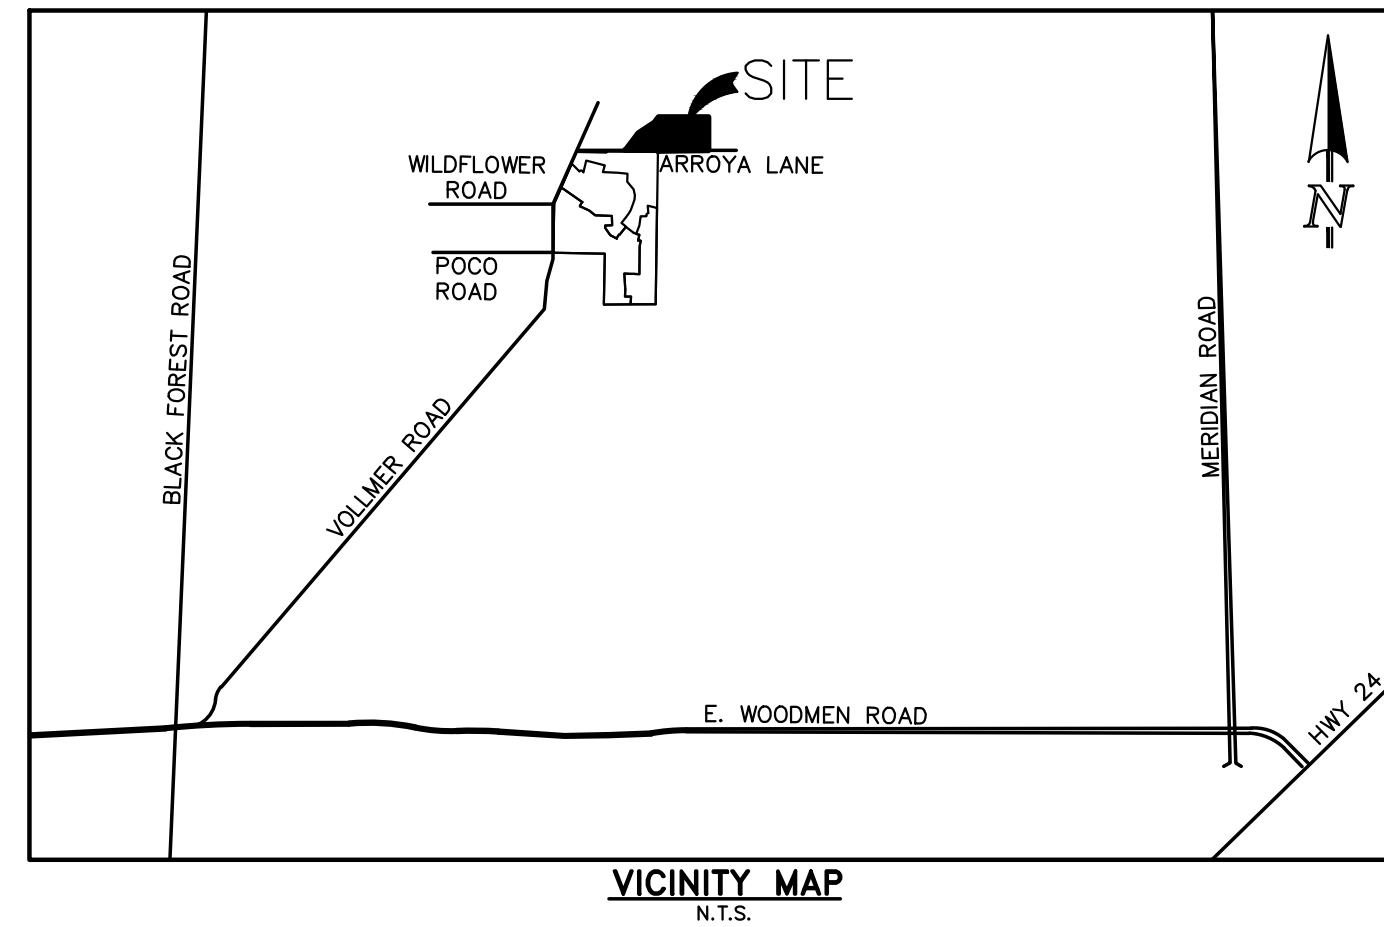 SITE
WILDFLOWER
ROAD
ARROYA LANE
N
POCO
ROAD
BLACK FOREST ROAD
MERIDIAN ROAD
VOLLMER ROAD
E. WOODMEN ROAD
HWY 24
VICINITY MAP
N.T.S.